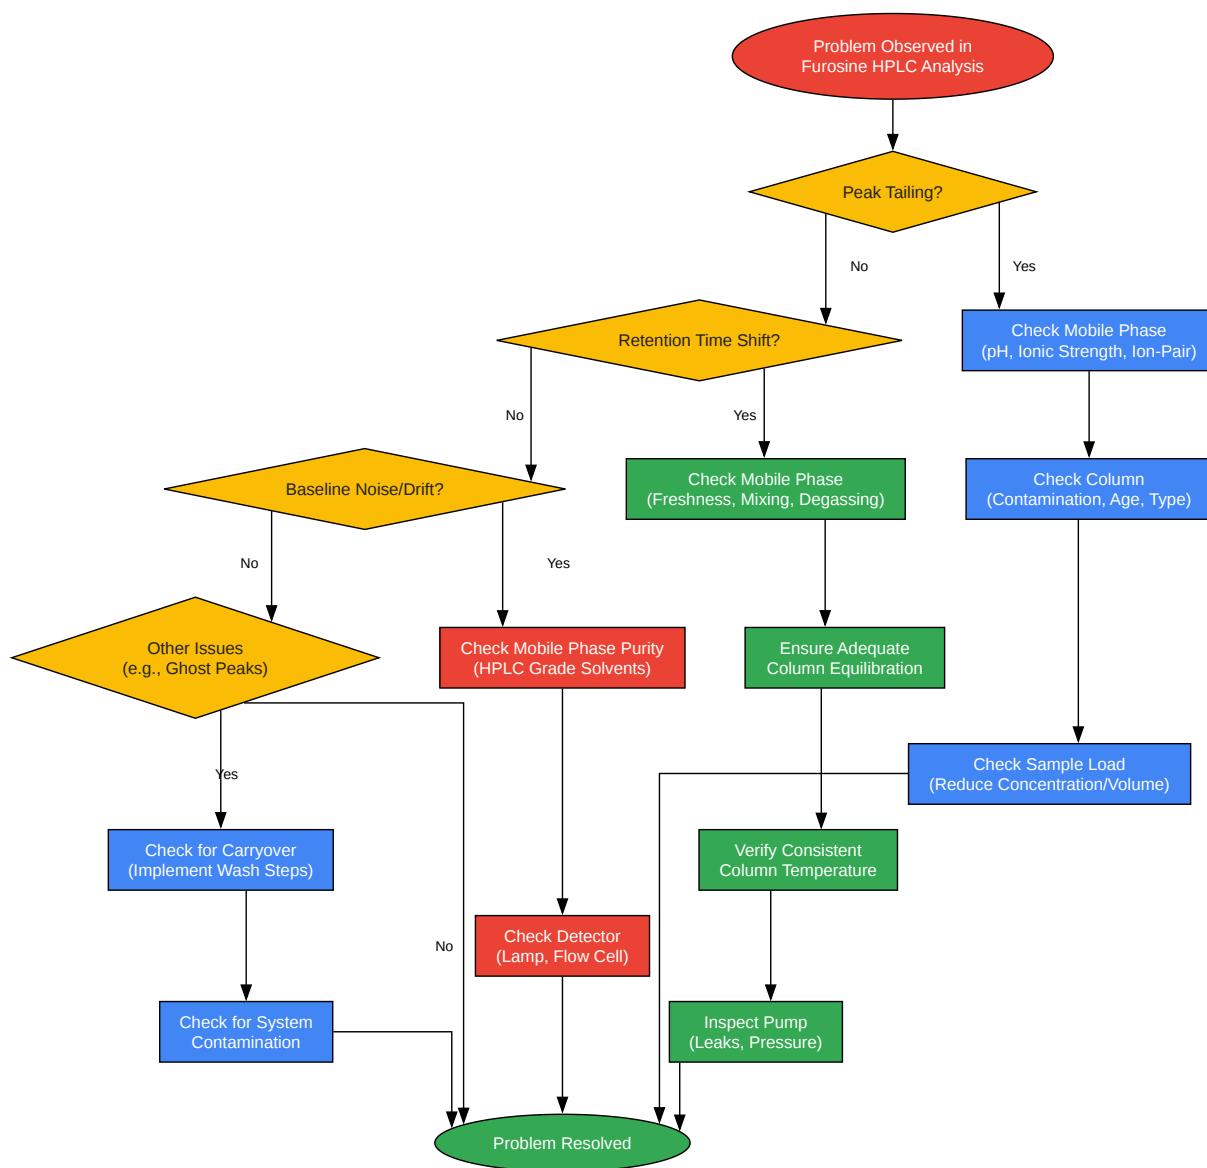 Problem Observed in
Furosine HPLC Analysis
Peak Tailing?
No
Yes
Retention Time Shift?
Check Mobile Phase
(pH, Ionic Strength, Ion-Pair)
No
Yes
Baseline Noise/Drift?
Check Mobile Phase
(Freshness, Mixing, Degassing)
Check Column
(Contamination, Age, Type)
No
Yes
Other Issues
(e.g., Ghost Peaks)
Check Mobile Phase Purity
(HPLC Grade Solvents)
Ensure Adequate
Column Equilibration
Yes
Check Sample Load
(Reduce Concentration/Volume)
Check for Carryover
(Implement Wash Steps)
Verify Consistent
Column Temperature
No
Check Detector
(Lamp, Flow Cell)
Check for System
Contamination
Inspect Pump
(Leaks, Pressure)
Problem Resolved